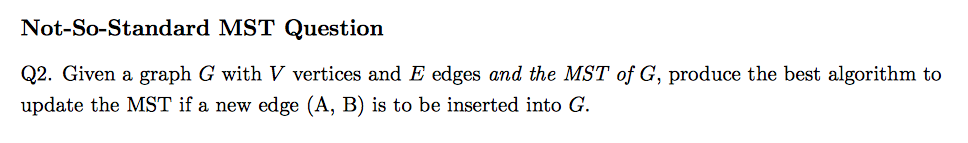 Not-So-Standard MST Question
Q2. Given a graph G with V vertices and E edges and the MST of G, produce the best algorithm to
update the MST if a new edge (A, B) is to be inserted into G.